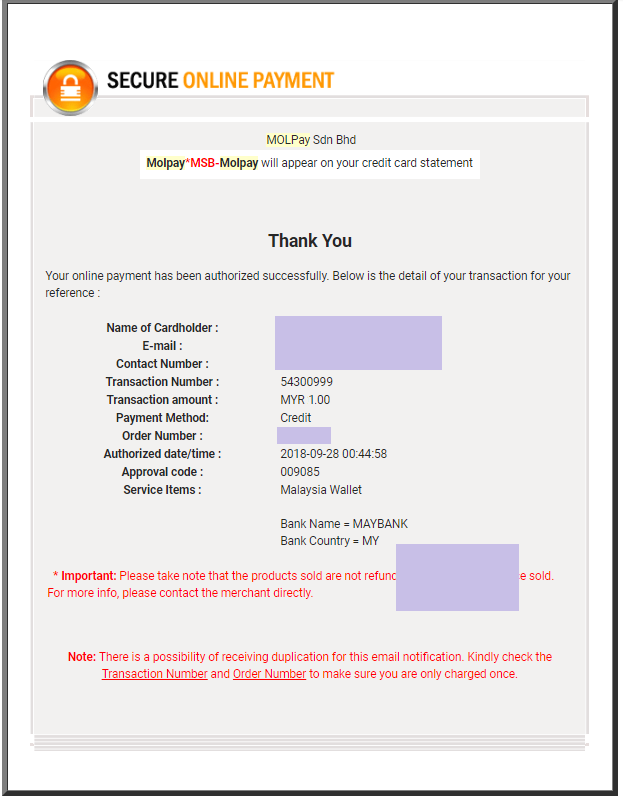 SECURE ONLINE PAYMENT
MOLPay Sdn Bhd
Molpay*MSB-Molpay will appear on your credit card statement
Thank You
Your online payment has been authorized successfully. Below is the detail of your transaction for your
reference :
Name of Cardholder :
E-mail :
Contact Number :
Transaction Number : 54300999
Transaction amount : MYR 1.00
Payment Method: Credit
Order Number :
Authorized date/time : 2018-09-28 00:44:58
Approval code : 009085
Service Items : Malaysia Wallet
Bank Name = MAYBANK
Bank Country = MY
* Important: Please take note that the products sold are not sold.
For more info, please contact the merchant directly.
Note: There is a possibility of receiving duplication for this email notification. Kindly check the
Transaction Number and Order Number to make sure you are only charged once.